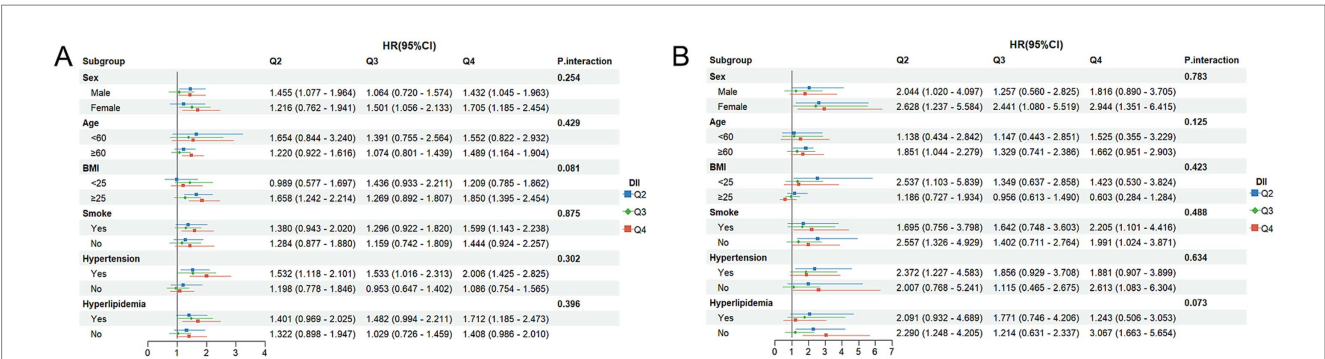 A
HR(95%CI)
Subgroup Q2 Q3 Q4 P.interaction
Sex 0.254
Male 1.455 (1.077 - 1.964) 1.064 (0.720 - 1.574) 1.432 (1.045 - 1.963)
Female 1.216 (0.762 - 1.941) 1.501 (1.056 - 2.133) 1.705 (1.185 - 2.454)
Age 0.429
<60 1.654 (0.844 - 3.240) 1.391 (0.755 - 2.564) 1.552 (0.822 - 2.932)
≥60 1.220 (0.922 - 1.616) 1.074 (0.801 - 1.439) 1.489 (1.164 - 1.904)
BMI 0.081
<25 0.989 (0.577 - 1.697) 1.436 (0.933 - 2.211) 1.209 (0.785 - 1.862)
≥25 1.658 (1.242 - 2.214) 1.269 (0.892 - 1.807) 1.850 (1.395 - 2.454)
Smoke 0.875
Yes 1.380 (0.943 - 2.020) 1.296 (0.922 - 1.820) 1.599 (1.143 - 2.238)
No 1.284 (0.877 - 1.880) 1.159 (0.742 - 1.809) 1.444 (0.924 - 2.257)
Hypertension 0.302
Yes 1.532 (1.118 - 2.101) 1.533 (1.016 - 2.313) 2.006 (1.425 - 2.825)
No 1.198 (0.778 - 1.846) 0.953 (0.647 - 1.402) 1.086 (0.754 - 1.565)
Hyperlipidemia 0.396
Yes 1.401 (0.969 - 2.025) 1.482 (0.994 - 2.211) 1.712 (1.185 - 2.473)
No 1.322 (0.898 - 1.947) 1.029 (0.726 - 1.459) 1.408 (0.986 - 2.010)
0 1 2 3 4
DII
Q2
Q3
Q4
B
HR(95%CI)
Subgroup Q2 Q3 Q4 P.interaction
Sex 0.783
Male 2.044 (1.020 - 4.097) 1.257 (0.560 - 2.825) 1.816 (0.890 - 3.705)
Female 2.628 (1.237 - 5.584) 2.441 (1.080 - 5.519) 2.944 (1.351 - 6.415)
Age 0.125
<60 1.138 (0.434 - 2.842) 1.147 (0.443 - 2.851) 1.525 (0.355 - 3.229)
≥60 1.851 (1.044 - 2.279) 1.329 (0.741 - 2.386) 1.662 (0.951 - 2.903)
BMI 0.423
<25 2.537 (1.103 - 5.839) 1.349 (0.637 - 2.858) 1.423 (0.530 - 3.824)
≥25 1.186 (0.727 - 1.934) 0.956 (0.613 - 1.490) 0.603 (0.284 - 1.284)
Smoke 0.488
Yes 1.695 (0.756 - 3.798) 1.642 (0.748 - 3.603) 2.205 (1.101 - 4.416)
No 2.557 (1.326 - 4.929) 1.402 (0.711 - 2.764) 1.991 (1.024 - 3.871)
Hypertension 0.634
Yes 2.372 (1.227 - 4.583) 1.856 (0.929 - 3.708) 1.881 (0.907 - 3.899)
No 2.007 (0.768 - 5.241) 1.115 (0.465 - 2.675) 2.613 (1.083 - 6.304)
Hyperlipidemia 0.073
Yes 2.091 (0.932 - 4.689) 1.771 (0.746 - 4.206) 1.243 (0.506 - 3.053)
No 2.290 (1.248 - 4.205) 1.214 (0.631 - 2.337) 3.067 (1.663 - 5.654)
0 1 2 3 4 5 6 7
DII
Q2
Q3
Q4